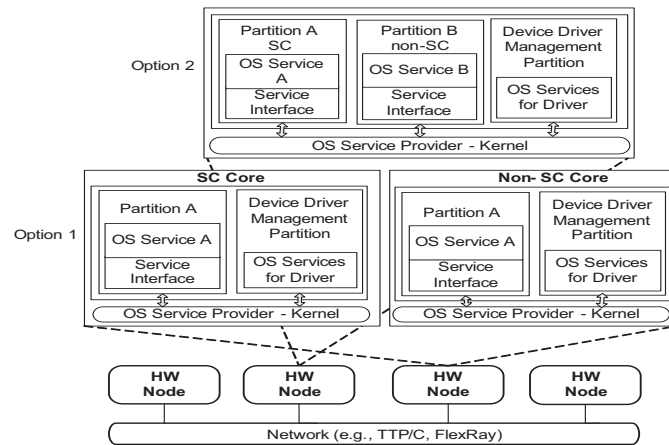 Option 2
Partition A
SC
OS Service
A
Service
Interface
Partition B
non-SC
OS Service B
Service
Interface
Device Driver
Management
Partition
OS Services
for Driver
OS Service Provider - Kernel
Option 1
SC Core
Partition A
OS Service A
Service
Interface
Device Driver
Management
Partition
OS Services
for Driver
OS Service Provider - Kernel
Non- SC Core
Partition A
OS Service A
Service
Interface
Device Driver
Management
Partition
OS Services
for Driver
OS Service Provider - Kernel
HW
Node
HW
Node
HW
Node
HW
Node
Network (e.g., TTP/C, FlexRay)